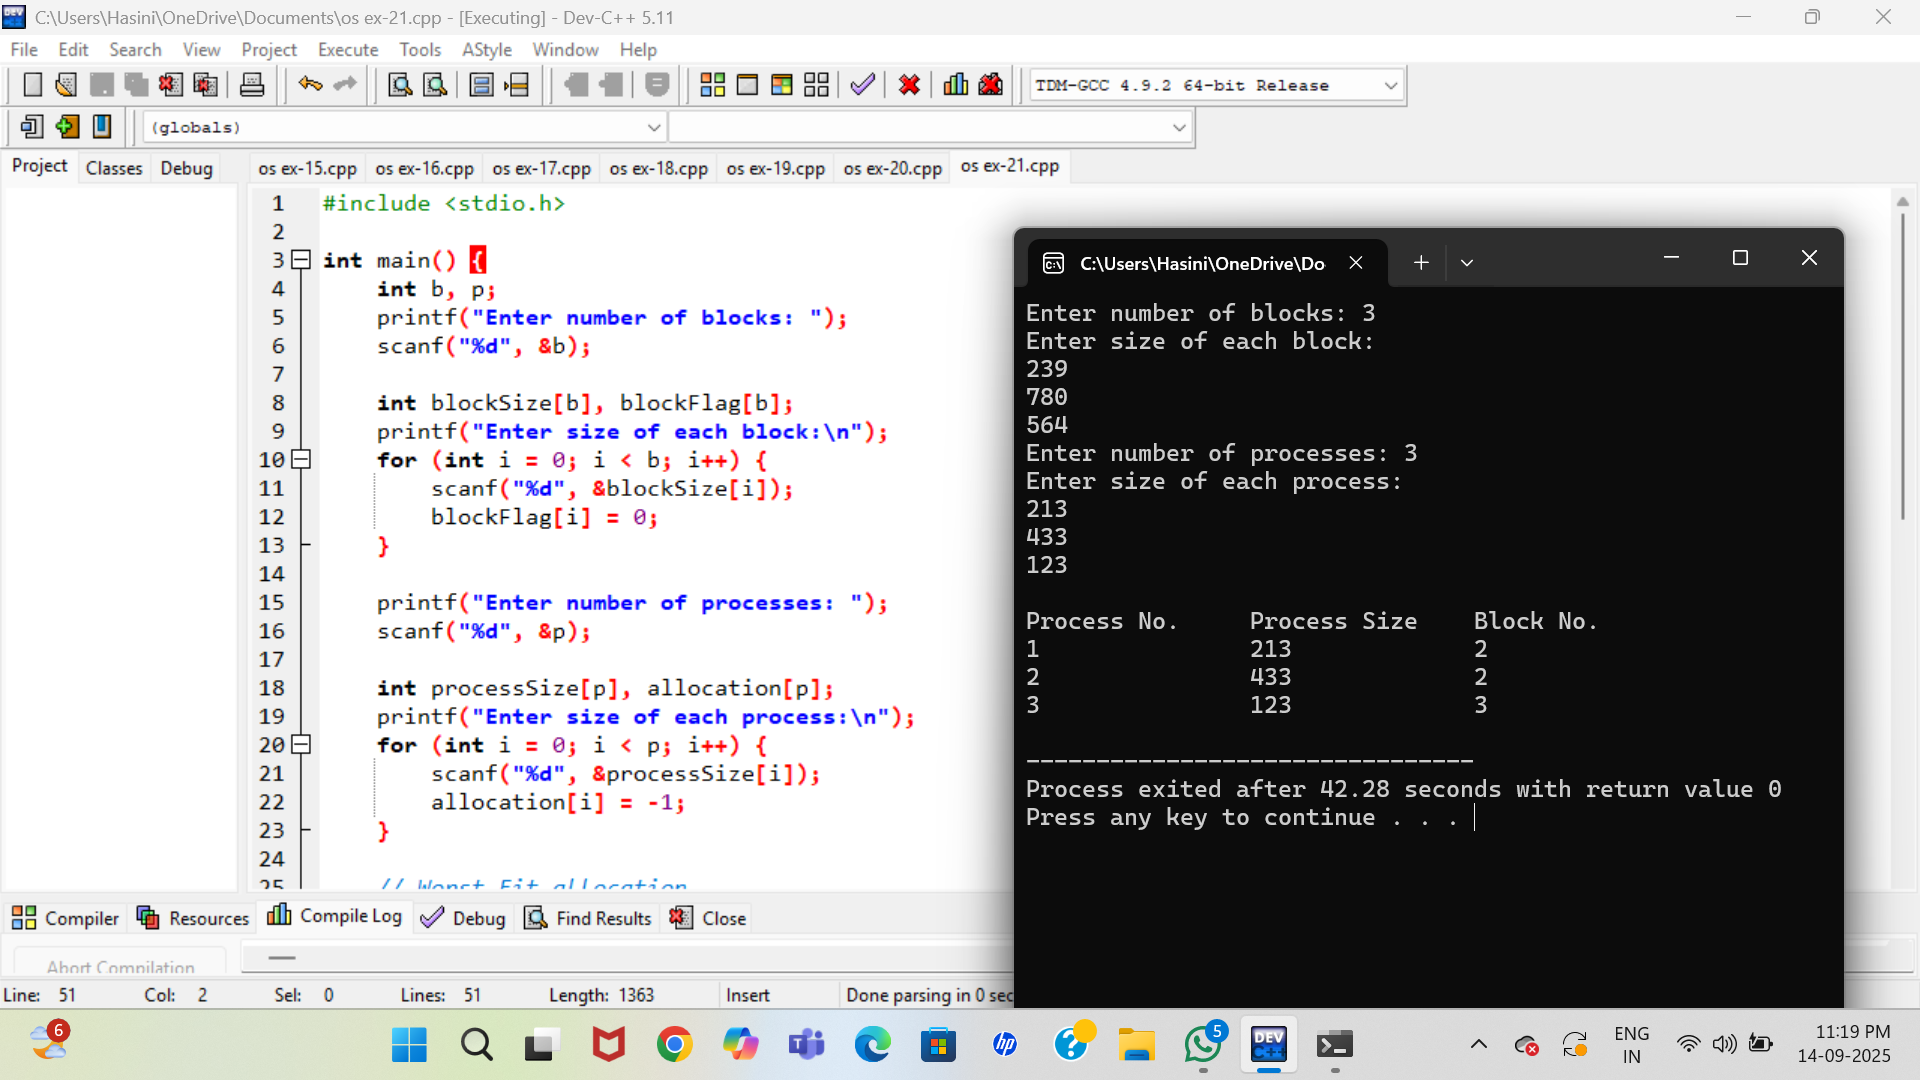 C:\Users\Hasini\OneDrive\Documents\os ex-21.cpp - [Executing] - Dev-C++ 5.11
File Edit Search View Project Execute Tools AStyle Window Help
TDM-GCC 4.9.2 64-bit Release
(globals)
Project Classes Debug
os ex-15.cpp os ex-16.cpp os ex-17.cpp os ex-18.cpp os ex-19.cpp os ex-20.cpp os ex-21.cpp
1 #include <stdio.h>
2
3 int main() {
4 int b, p;
5 printf("Enter number of blocks: ");
6 scanf("%d", &b);
7
8 int blockSize[b], blockFlag[b];
9 printf("Enter size of each block:\n");
10 for (int i = 0; i < b; i++) {
11 scanf("%d", &blockSize[i]);
12 blockFlag[i] = 0;
13 }
14
15 printf("Enter number of processes: ");
16 scanf("%d", &p);
17
18 int processSize[p], allocation[p];
19 printf("Enter size of each process:\n");
20 for (int i = 0; i < p; i++) {
21 scanf("%d", &processSize[i]);
22 allocation[i] = -1;
23 }
24
25 // Worst Fit allocation
C:\Users\Hasini\OneDrive\Do
Enter number of blocks: 3
Enter size of each block:
239
780
564
Enter number of processes: 3
Enter size of each process:
213
433
123
Process No. Process Size Block No.
1 213 2
2 433 2
3 123 3
--------------------------------
Process exited after 42.28 seconds with return value 0
Press any key to continue . . .
Compiler Resources Compile Log Debug Find Results Close
Abort Compilation
Line: 51 Col: 2 Sel: 0 Lines: 51 Length: 1363 Insert Done parsing in 0 sec
6
5
DEV C++
hp
ENG
IN
11:19 PM
14-09-2025